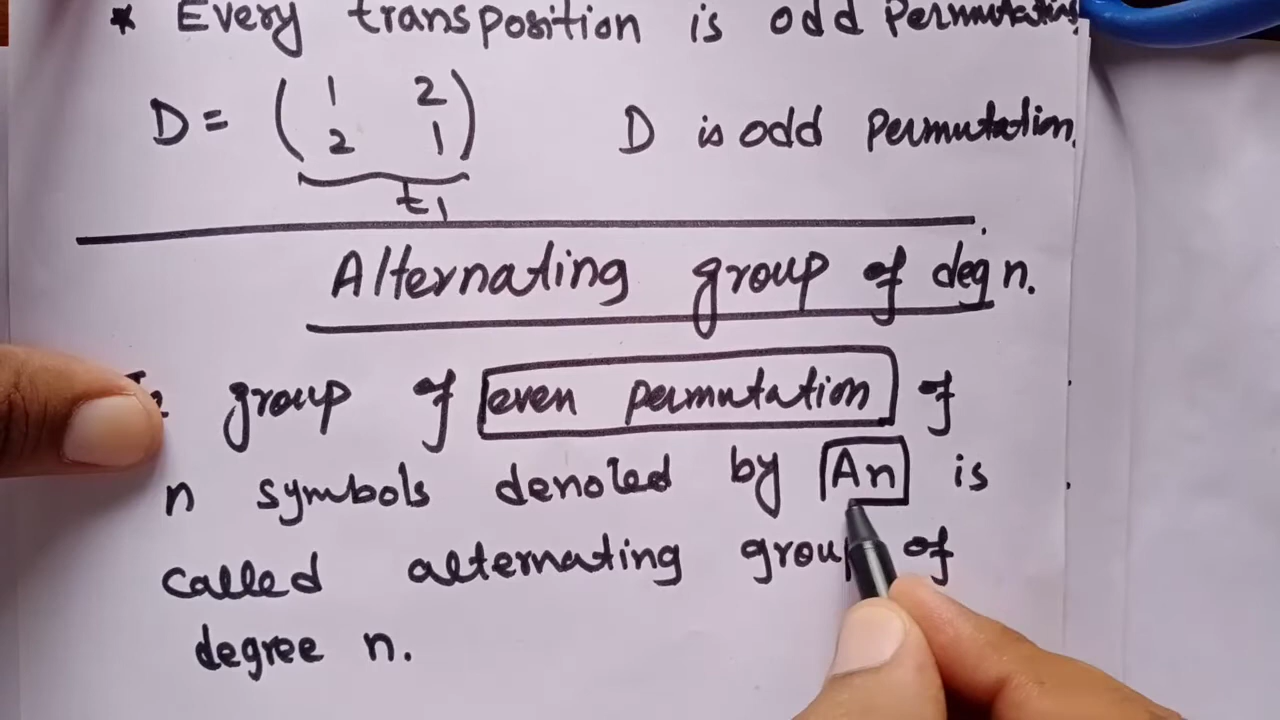 * Every transposition is odd Permutation
D = ( 1 2
2 1 ) D is odd Permutation.
t1
Alternating group of deg n.
group of even permutation of
n symbols denoted by An is
called alternating group of
degree n.